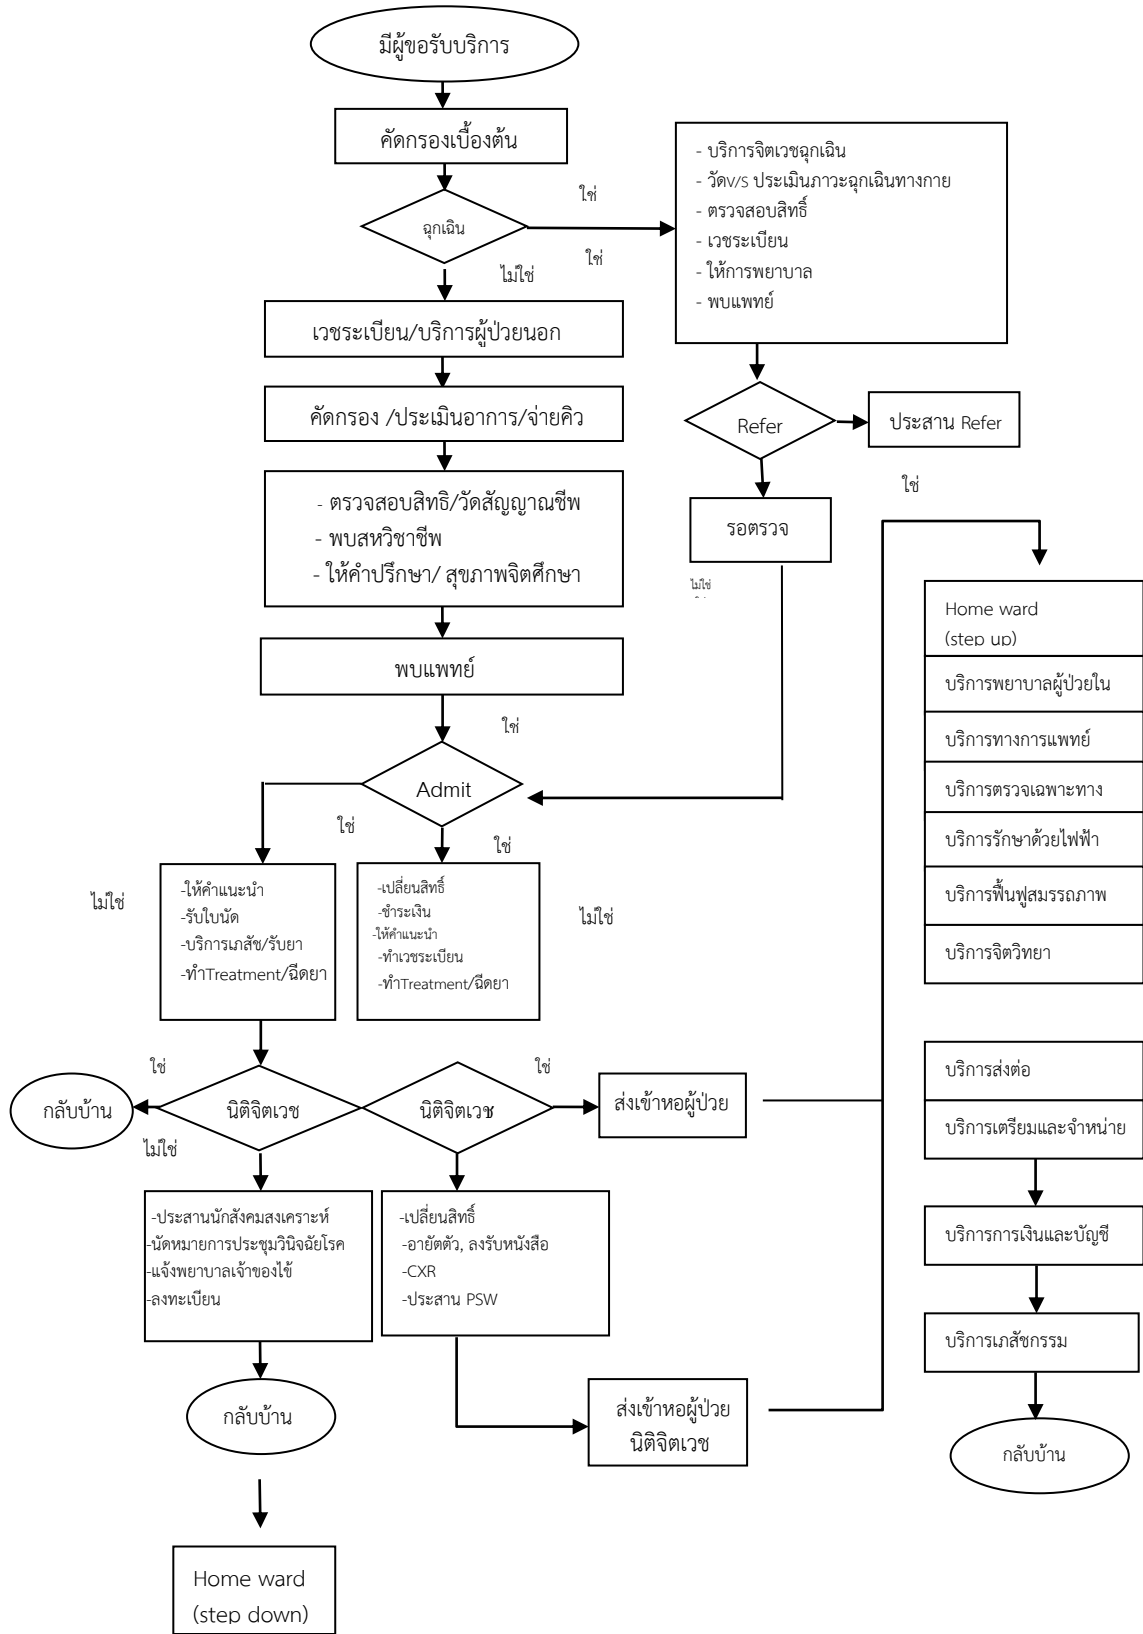 มีผู้ขอรับบริการ
คัดกรองเบื้องต้น
ฉุกเฉิน
ใช่
ใช่
ไม่ใช่
- บริการจิตเวชฉุกเฉิน
- วัดV/S ประเมินภาวะฉุกเฉินทางกาย
- ตรวจสอบสิทธิ์
- เวชระเบียน
- ให้การพยาบาล
- พบแพทย์
เวชระเบียน/บริการผู้ป่วยนอก
คัดกรอง /ประเมินอาการ/จ่ายคิว
Refer
ประสาน Refer
ใช่
- ตรวจสอบสิทธิ/วัดสัญญาณชีพ
- พบสหวิชาชีพ
- ให้คำปรึกษา/ สุขภาพจิตศึกษา
รอตรวจ
ไม่ใช่
พบแพทย์
ใช่
Admit
ใช่
ใช่
ไม่ใช่
-ให้คำแนะนำ
-รับใบนัด
-บริการเภสัช/รับยา
-ทำTreatment/ฉีดยา
-เปลี่ยนสิทธิ์
-ชำระเงิน
-ให้คำแนะนำ
-ทำเวชระเบียน
-ทำTreatment/ฉีดยา
ไม่ใช่
Home ward
(step up)
บริการพยาบาลผู้ป่วยใน
บริการทางการแพทย์
บริการตรวจเฉพาะทาง
บริการรักษาด้วยไฟฟ้า
บริการฟื้นฟูสมรรถภาพ
บริการจิตวิทยา
ใช่
กลับบ้าน
นิติจิตเวช
ไม่ใช่
นิติจิตเวช
ใช่
ส่งเข้าหอผู้ป่วย
บริการส่งต่อ
บริการเตรียมและจำหน่าย
-ประสานนักสังคมสงเคราะห์
-นัดหมายการประชุมวินิจฉัยโรค
-แจ้งพยาบาลเจ้าของไข้
-ลงทะเบียน
-เปลี่ยนสิทธิ์
-อายัตตัว, ลงรับหนังสือ
-CXR
-ประสาน PSW
บริการการเงินและบัญชี
บริการเภสัชกรรม
กลับบ้าน
ส่งเข้าหอผู้ป่วย
นิติจิตเวช
กลับบ้าน
Home ward
(step down)